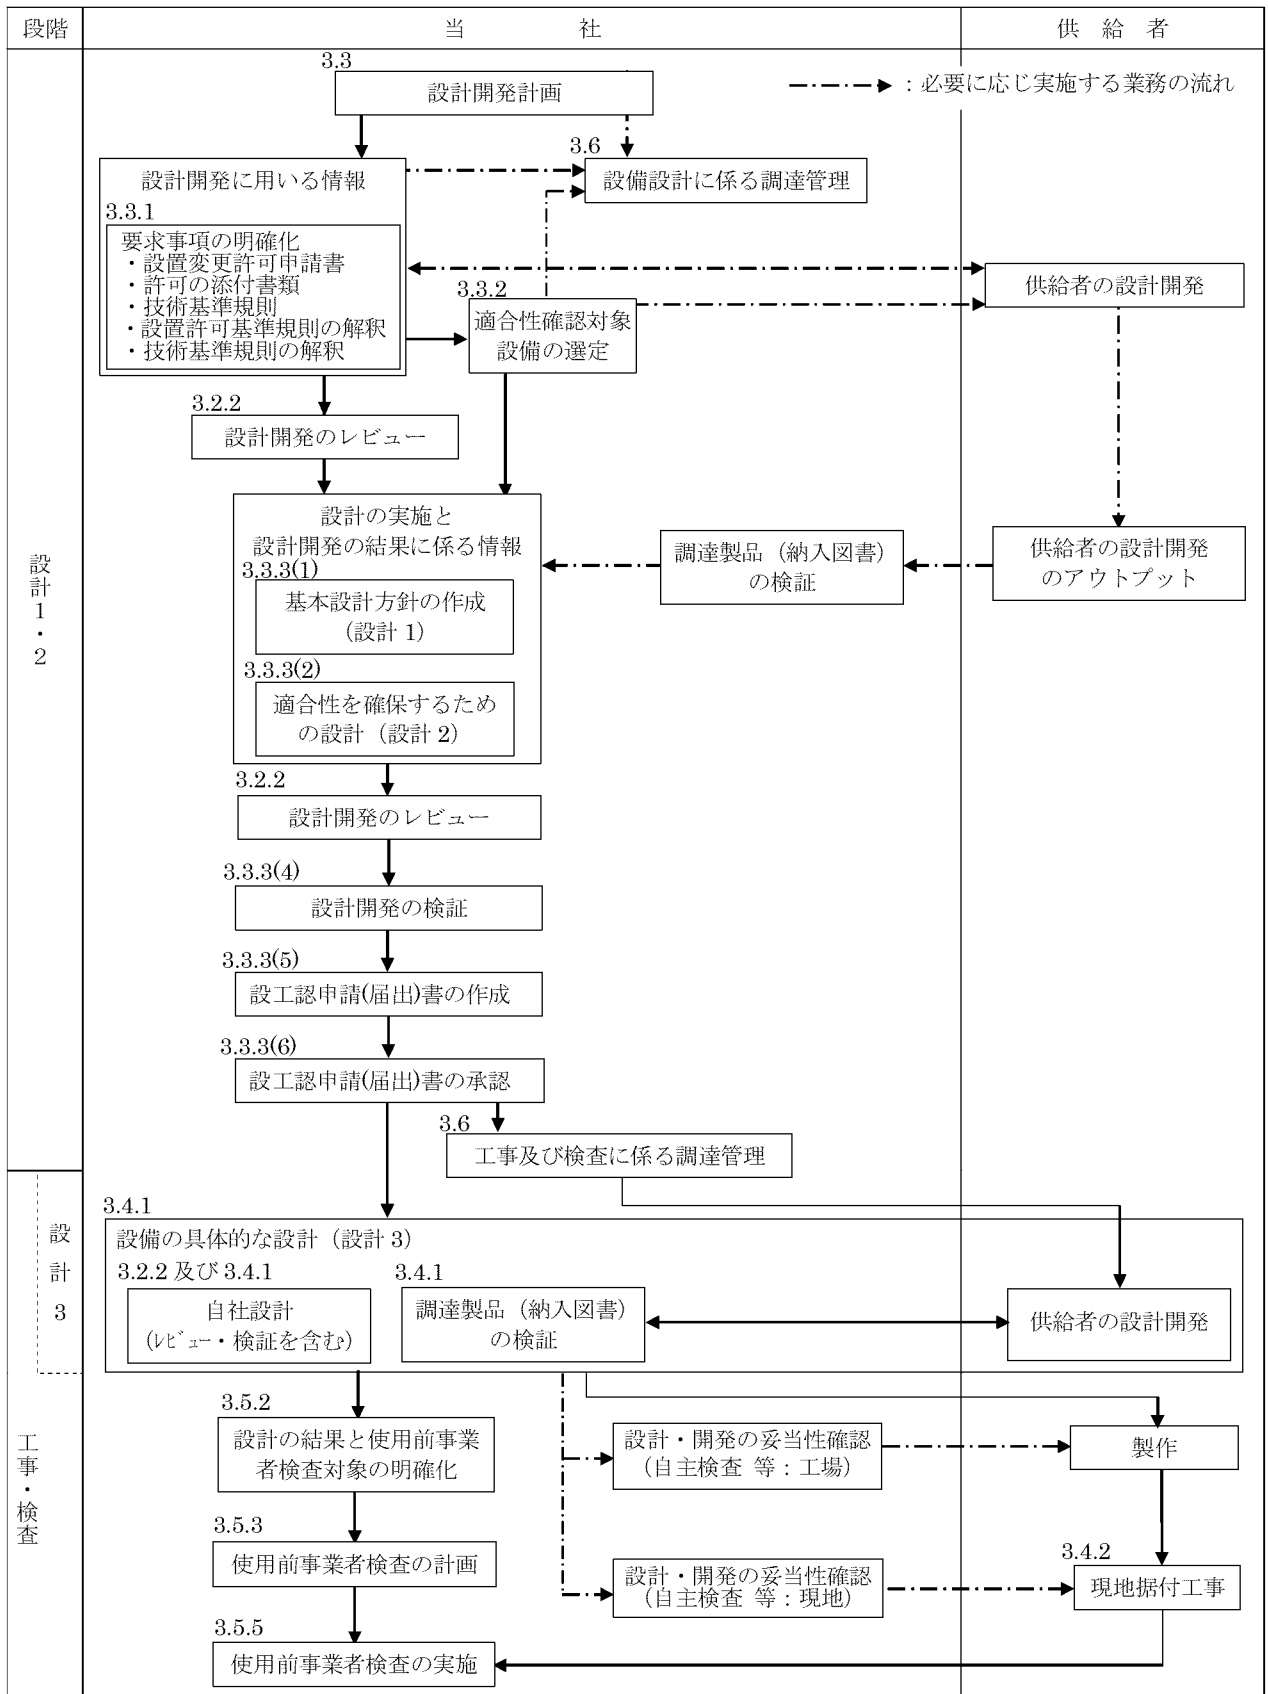 段階
当　　　　　社
供　給　者
3.3
設計開発計画
：必要に応じ実施する業務の流れ
3.6
設備設計に係る調達管理
設計開発に用いる情報
3.3.1
要求事項の明確化
・設置変更許可申請書
・許可の添付書類
・技術基準規則
・設置許可基準規則の解釈
・技術基準規則の解釈
3.3.2
適合性確認対象
設備の選定
供給者の設計開発
3.2.2
設計開発のレビュー
設計の実施と
設計開発の結果に係る情報
3.3.3(1)
基本設計方針の作成
（設計 1）
3.3.3(2)
適合性を確保するため
の設計（設計 2）
調達製品（納入図書）
の検証
供給者の設計開発
のアウトプット
設計1・2
3.2.2
設計開発のレビュー
3.3.3(4)
設計開発の検証
3.3.3(5)
設工認申請(届出)書の作成
3.3.3(6)
設工認申請(届出)書の承認
3.6
工事及び検査に係る調達管理
設計3
3.4.1
設備の具体的な設計（設計 3）
3.2.2 及び 3.4.1
自社設計
(ﾚﾋﾞｭｰ・検証を含む)
3.4.1
調達製品（納入図書）
の検証
供給者の設計開発
工事・検査
3.5.2
設計の結果と使用前事業
者検査対象の明確化
設計・開発の妥当性確認
（自主検査 等：工場）
製作
3.5.3
使用前事業者検査の計画
設計・開発の妥当性確認
（自主検査 等：現地）
3.4.2
現地据付工事
3.5.5
使用前事業者検査の実施